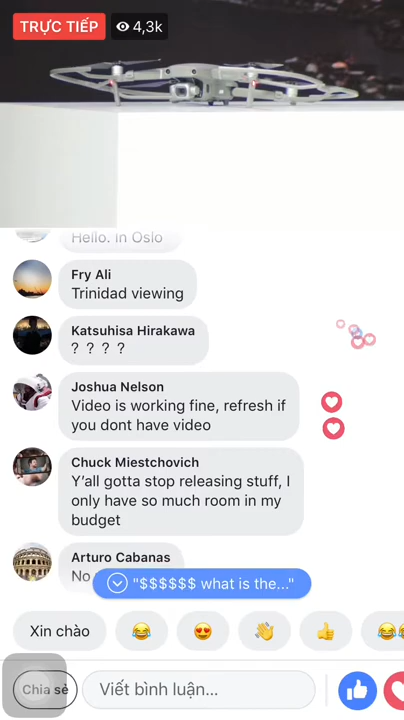 TRỰC TIẾP 4,3k
Hello. In Oslo
Fry Ali
Trinidad viewing
Katsuhisa Hirakawa
? ? ? ?
Joshua Nelson
Video is working fine, refresh if
you dont have video
Chuck Miestchovich
Y'all gotta stop releasing stuff, I
only have so much room in my
budget
Arturo Cabanas
No
"$$$$$$ what is the..."
Xin chào
Chia sẻ
Viết bình luận...